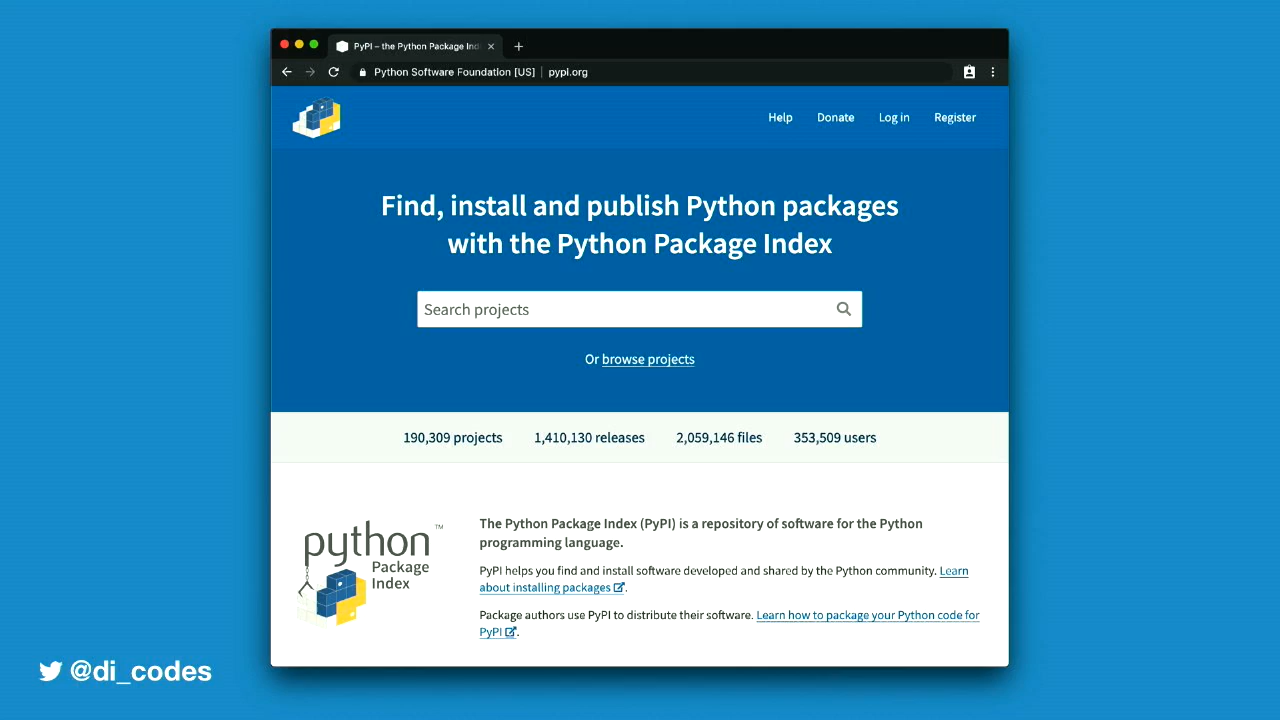 PyPI – the Python Package Ind
Python Software Foundation [US] | pypi.org
Help Donate Log in Register
Find, install and publish Python packages
with the Python Package Index
Search projects
Or browse projects
190,309 projects 1,410,130 releases 2,059,146 files 353,509 users
python™
Package
Index
The Python Package Index (PyPI) is a repository of software for the Python
programming language.
PyPI helps you find and install software developed and shared by the Python community. Learn
about installing packages.
Package authors use PyPI to distribute their software. Learn how to package your Python code for
PyPI.
@di_codes